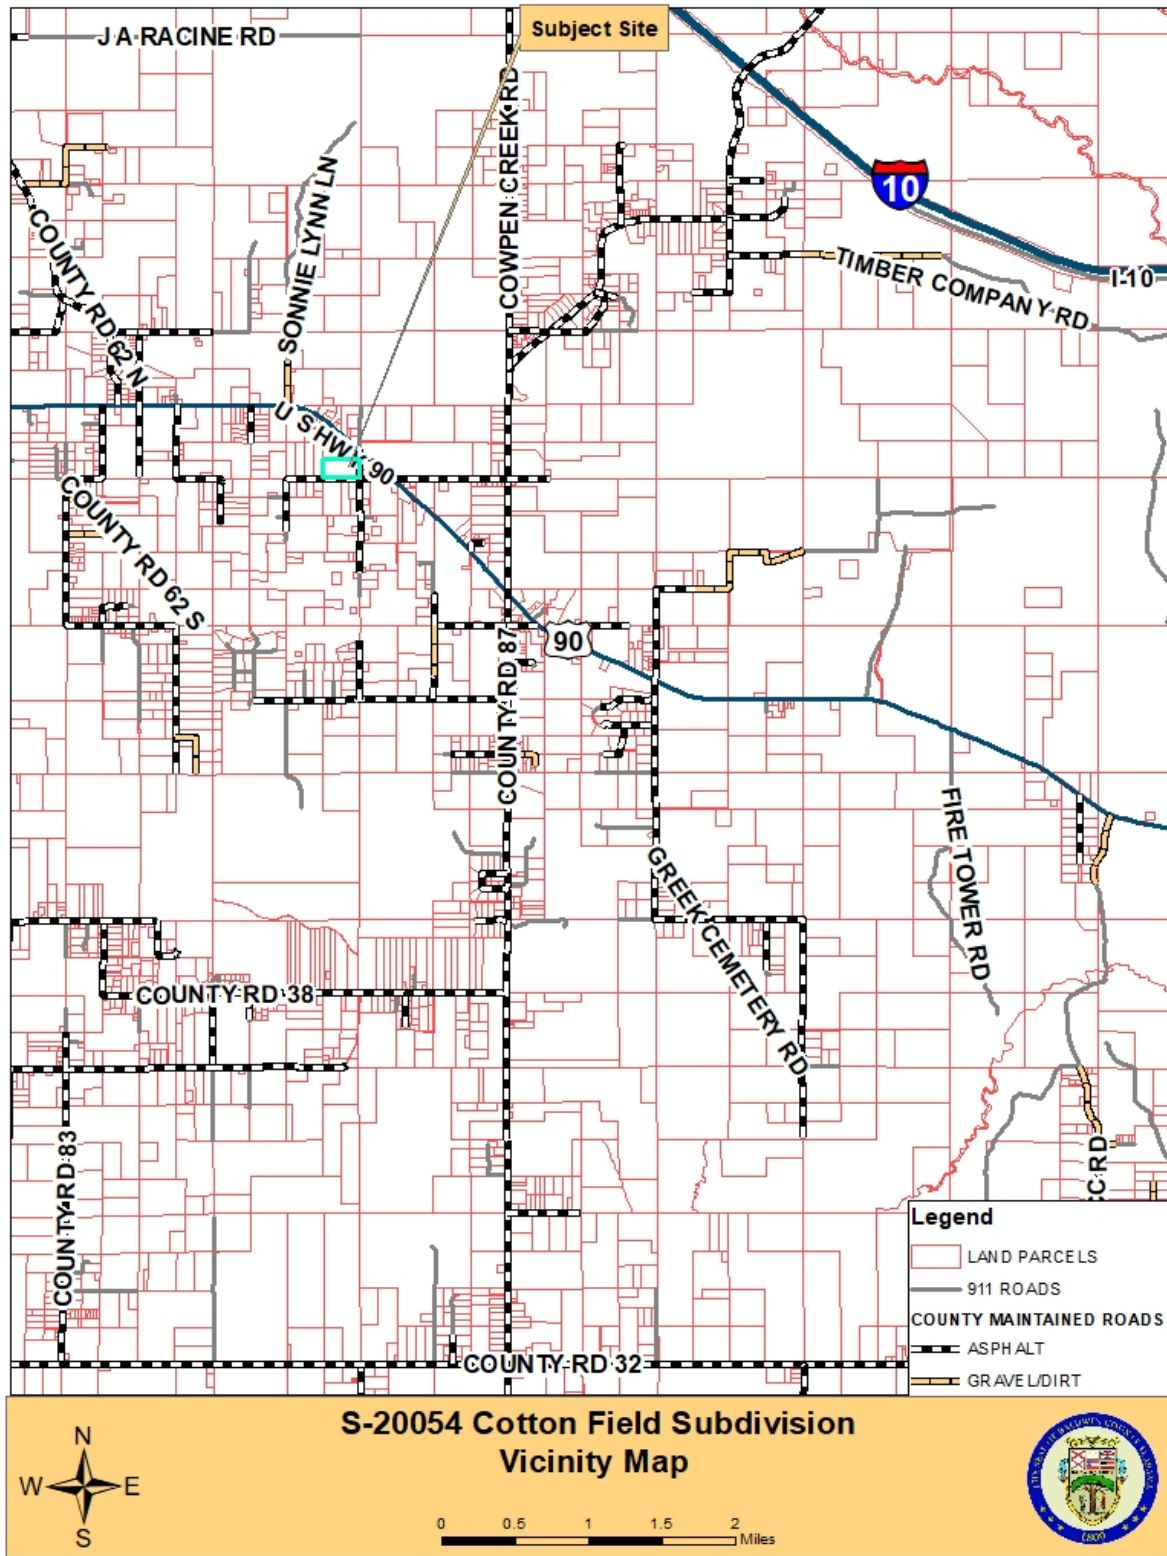 Subject Site
J A RACINE RD
COWPEN CREEK RD
SONNIE LYNN LN
10
COUNTY RD 62 N
TIMBER COMPANY RD
I-10
U S HWY 90
COUNTY RD 62 S
90
COUNTY RD 87
FIRE TOWER RD
GREEK CEMETERY RD
COUNTY RD 38
COUNTY RD 83
CC RD
COUNTY RD 32
Legend
LAND PARCELS
911 ROADS
COUNTY MAINTAINED ROADS
ASPHALT
GRAVEL/DIRT
S-20054 Cotton Field Subdivision
Vicinity Map
N
W E
S
0 0.5 1 1.5 2
Miles
1809